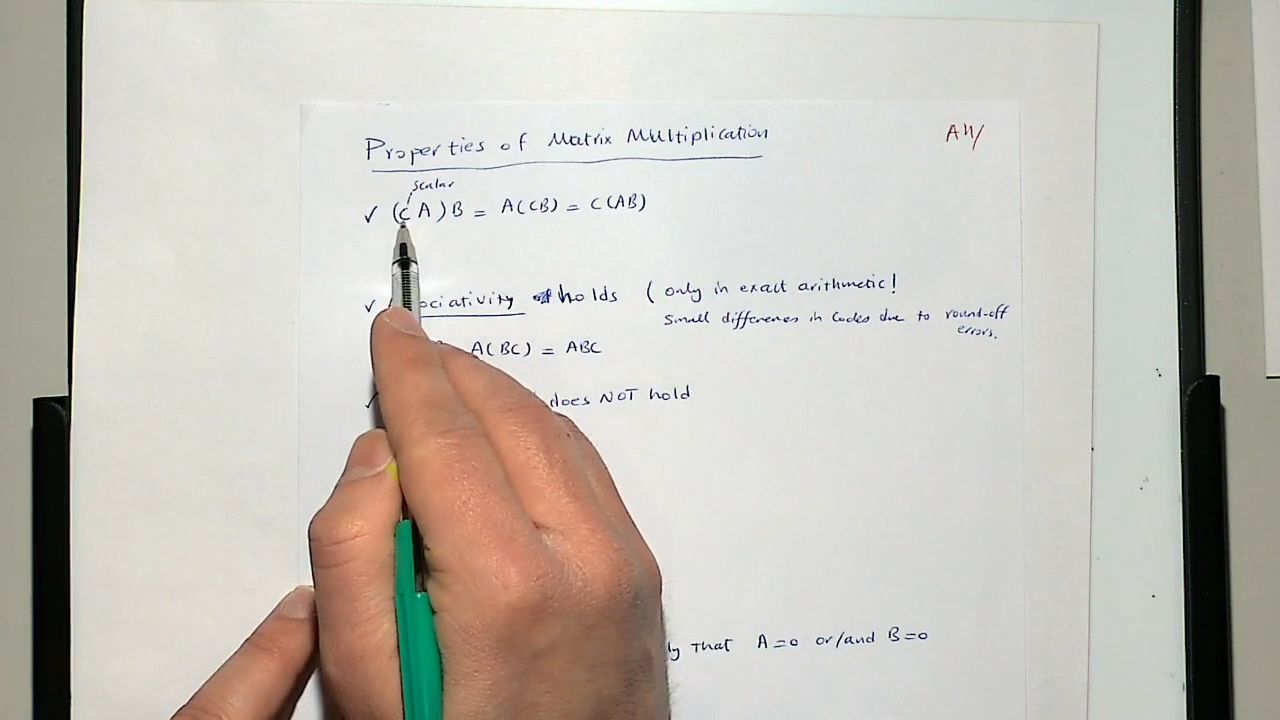 Properties of Matrix Multiplication
A11/
scalar
✓ (cA)B = A(CB) = C(AB)
✓ ociativity holds ( only in exact arithmetic!
Small differences in Codes due to round-off
errors.
A(BC) = ABC
✓ does NOT hold
that A=0 or/and B=0